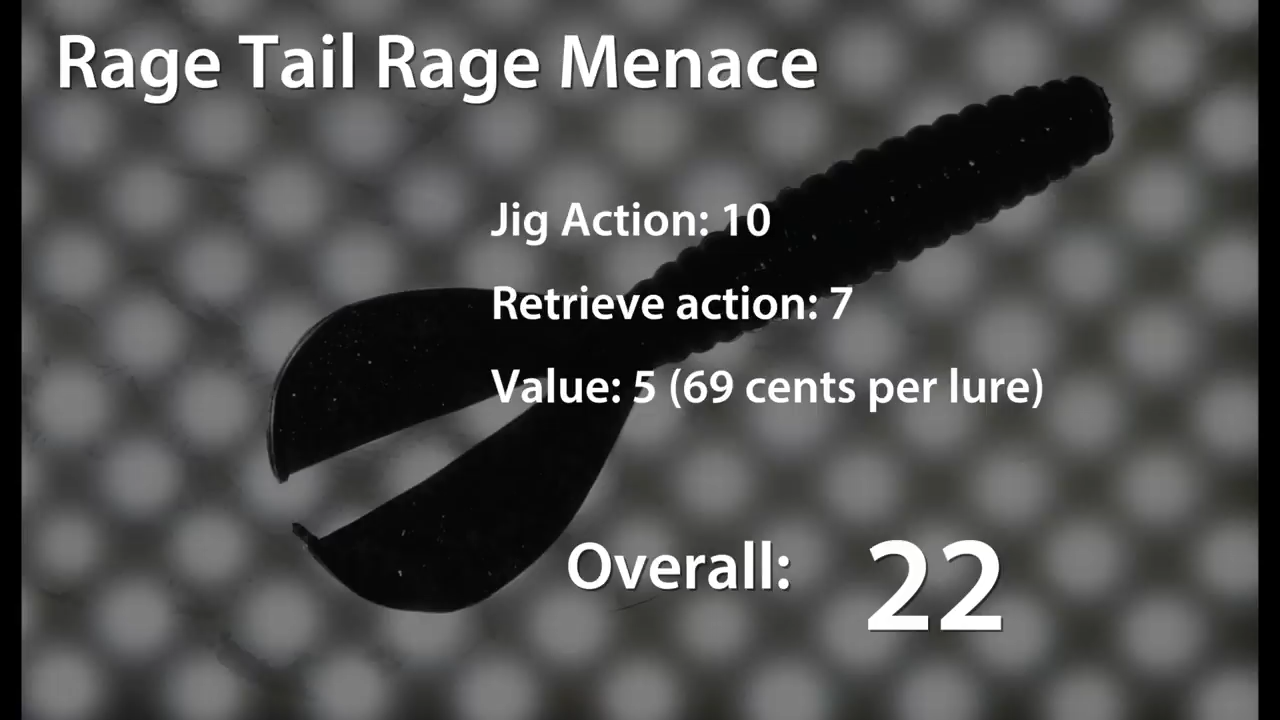 Rage Tail Rage Menace
Jig Action: 10
Retrieve action: 7
Value: 5 (69 cents per lure)
Overall: 22